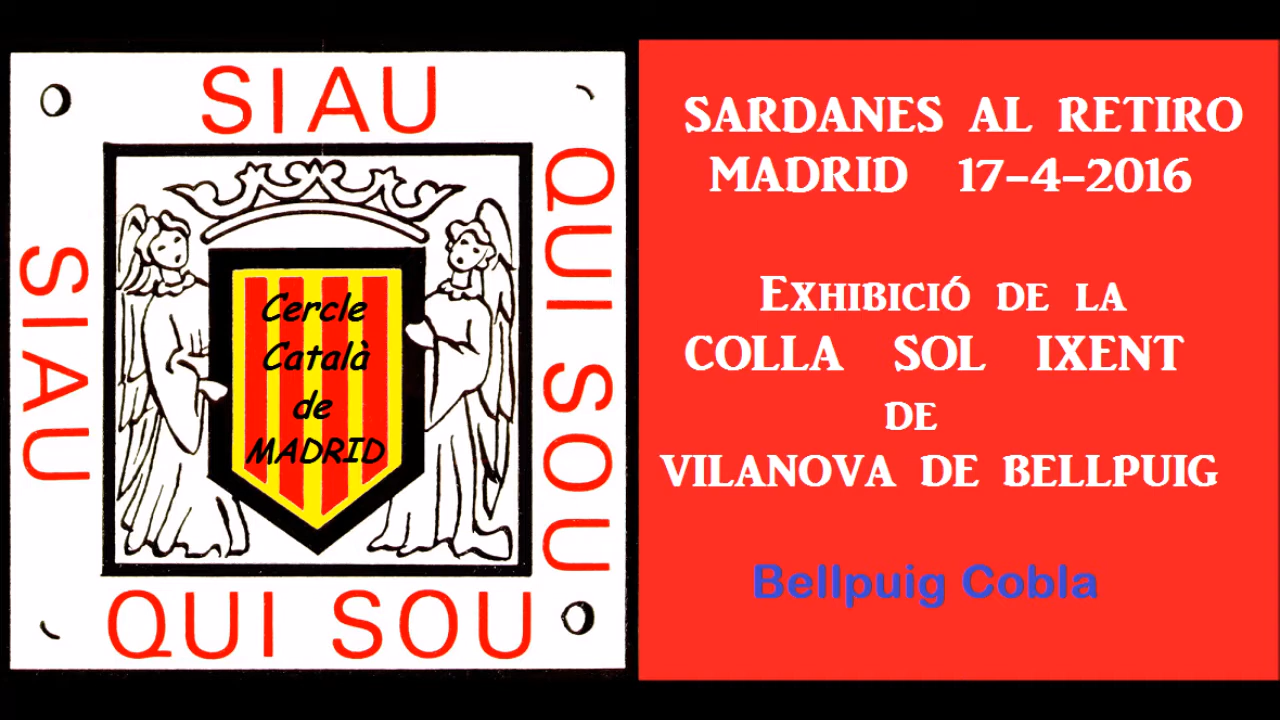 SIAU
QUI SOU
SIAU
QUI SOU
Cercle
Català
de
MADRID
SARDANES AL RETIRO
MADRID 17-4-2016
EXHIBICIÓ DE LA
COLLA SOL IXENT
DE
VILANOVA DE BELLPUIG
Bellpuig Cobla